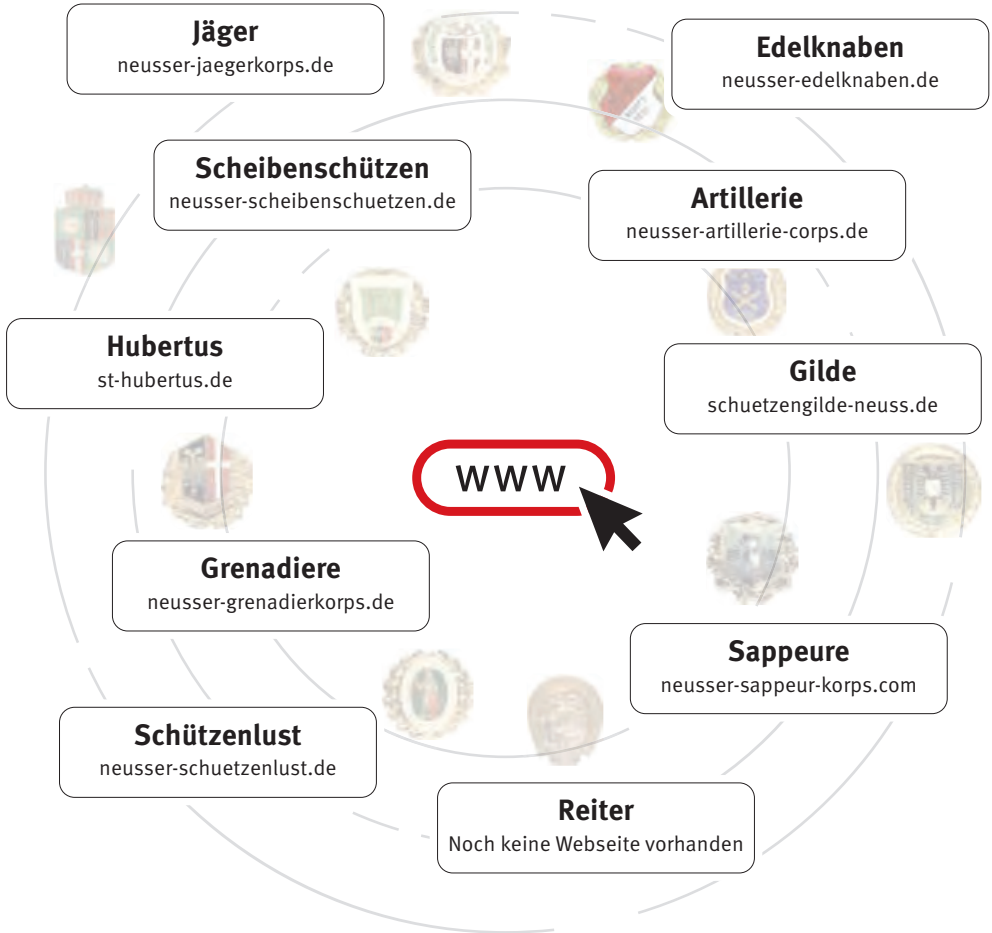 Jäger
neusser-jaegerkorps.de
Edelknaben
neusser-edelknaben.de
Scheibenschützen
neusser-scheibenschuetzen.de
Artillerie
neusser-artillerie-corps.de
Hubertus
st-hubertus.de
Gilde
schuetzengilde-neuss.de
www
Grenadiere
neusser-grenadierkorps.de
Sappeure
neusser-sappeur-korps.com
Schützenlust
neusser-schuetzenlust.de
Reiter
Noch keine Webseite vorhanden